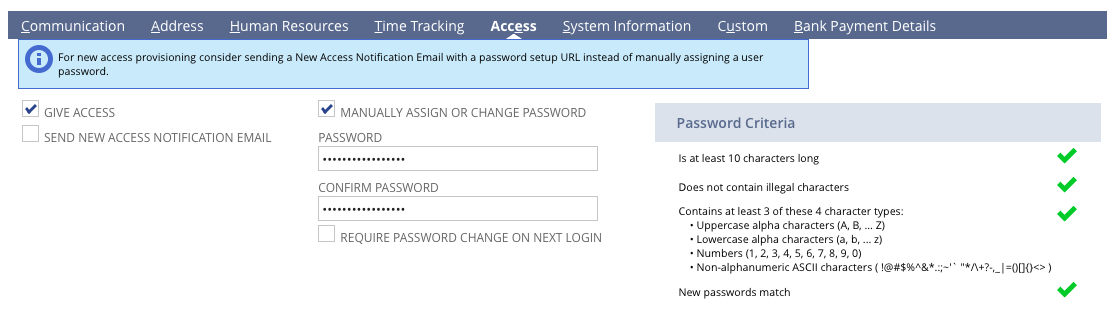 Communication Address Human Resources Time Tracking Access System Information Custom Bank Payment Details
For new access provisioning consider sending a New Access Notification Email with a password setup URL instead of manually assigning a user
password.
GIVE ACCESS
SEND NEW ACCESS NOTIFICATION EMAIL
MANUALLY ASSIGN OR CHANGE PASSWORD
PASSWORD
•••••••••••••••••
CONFIRM PASSWORD
•••••••••••••••••
REQUIRE PASSWORD CHANGE ON NEXT LOGIN
Password Criteria
Is at least 10 characters long
Does not contain illegal characters
Contains at least 3 of these 4 character types:
• Uppercase alpha characters (A, B, ... Z)
• Lowercase alpha characters (a, b, ... z)
• Numbers (1, 2, 3, 4, 5, 6, 7, 8, 9, 0)
• Non-alphanumeric ASCII characters ( !@#$%^&*.:;~'` "*/\+?-,_|=()[]{}<> )
New passwords match